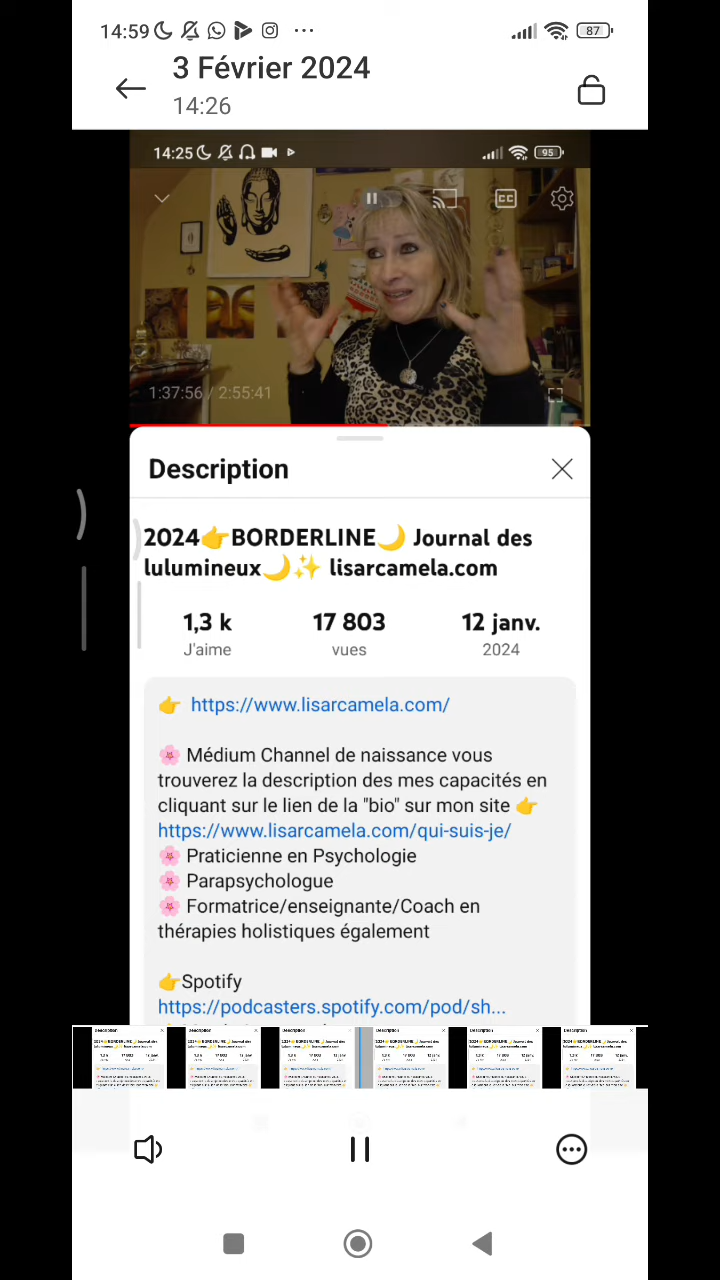 14:59 87
3 Février 2024
14:26
14:25 95
CC
1:37:56 / 2:55:41
Description
2024👉BORDERLINE🌙 Journal des
lulumineux🌙✨ lisarcamela.com
1,3 k 17 803 12 janv.
J'aime vues 2024
👉 https://www.lisarcamela.com/
🌸 Médium Channel de naissance vous
trouverez la description des mes capacités en
cliquant sur le lien de la "bio" sur mon site 👉
https://www.lisarcamela.com/qui-suis-je/
🌸 Praticienne en Psychologie
🌸 Parapsychologue
🌸 Formatrice/enseignante/Coach en
thérapies holistiques également
👉Spotify
https://podcasters.spotify.com/pod/sh...